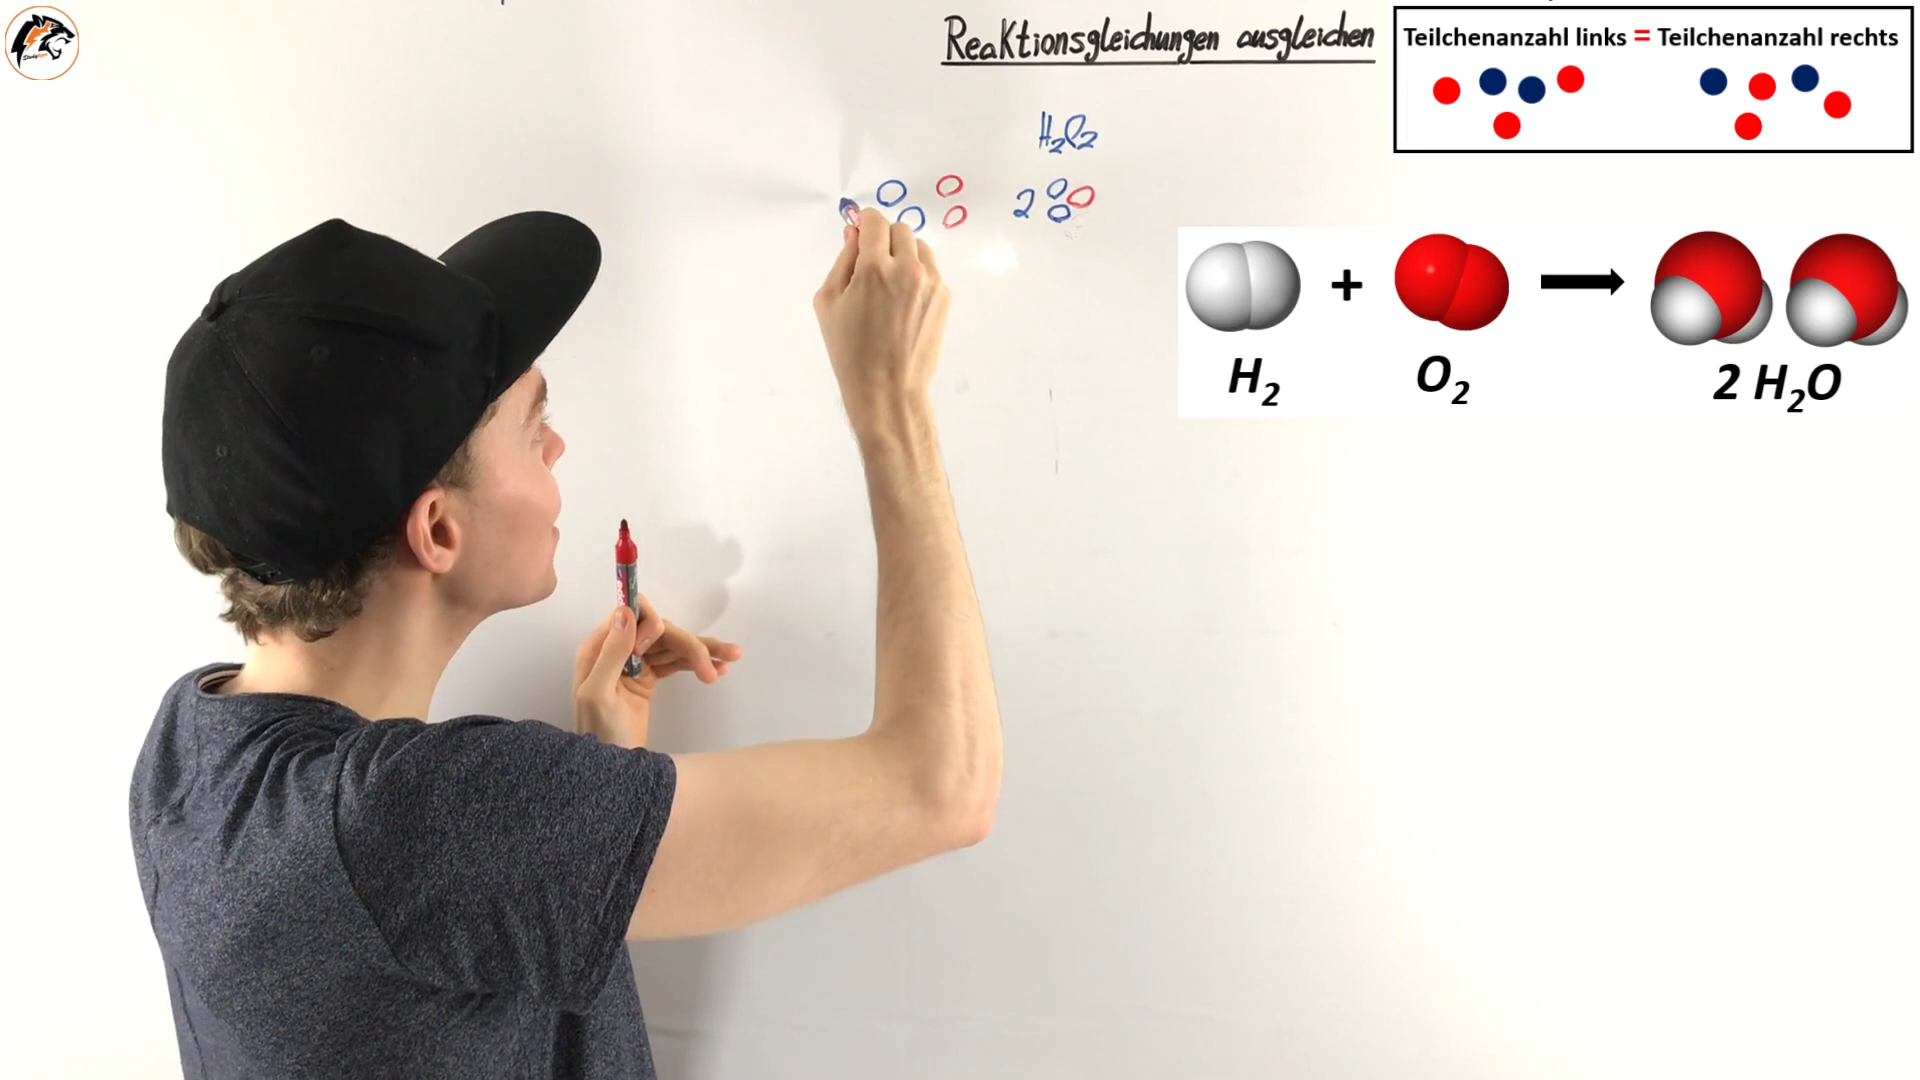 Reaktionsgleichungen ausgleichen
Teilchenanzahl links = Teilchenanzahl rechts
H₂O₂
2
+
H₂
O₂
2 H₂O